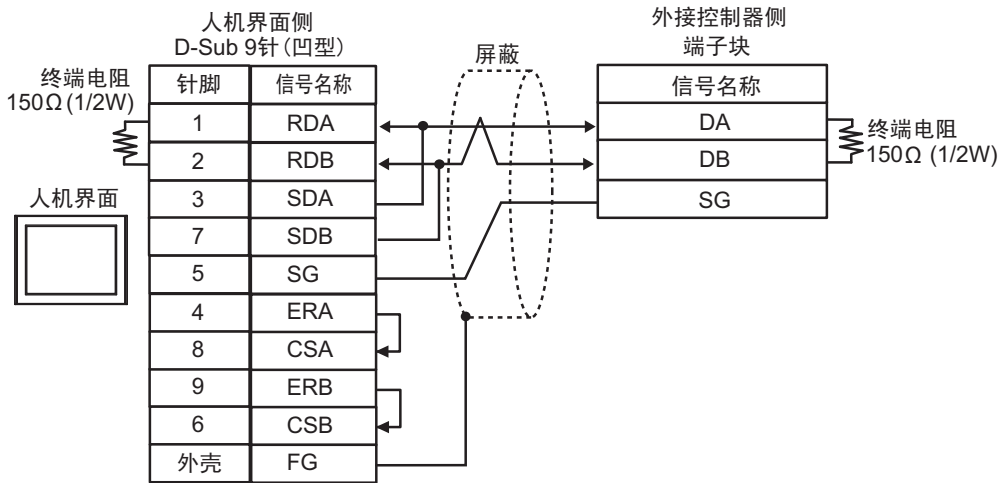 人机界面侧
D-Sub 9针(凹型)
终端电阻
150Ω(1/2W)
人机界面
针脚 信号名称
1 RDA
2 RDB
3 SDA
7 SDB
5 SG
4 ERA
8 CSA
9 ERB
6 CSB
外壳 FG
屏蔽
外接控制器侧
端子块
信号名称
DA
DB
SG
终端电阻
150Ω (1/2W)